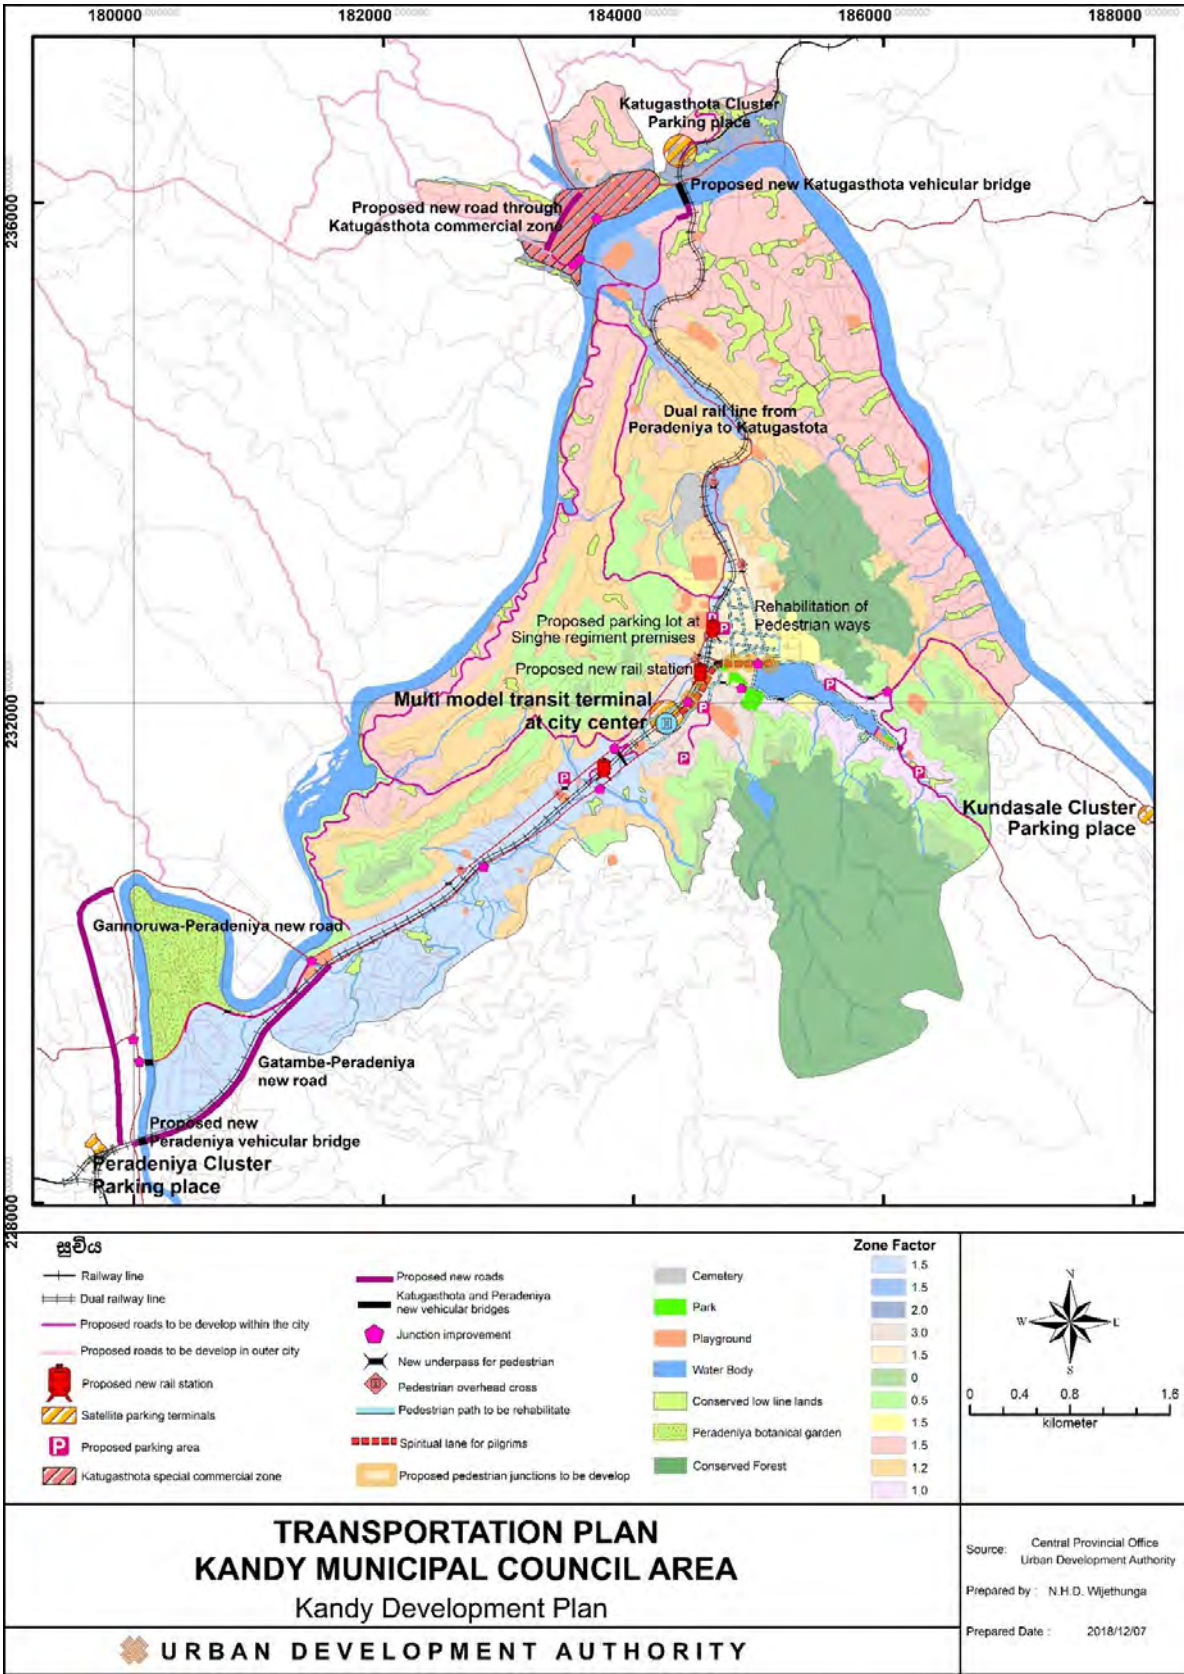 180000 182000 184000 186000 188000
236000
232000
228000
Katugasthota Cluster
Parking place
Proposed new Katugasthota vehicular bridge
Proposed new road through
Katugasthota commercial zone
Dual rail line from
Peradeniya to Katugastota
Rehabilitation of
Pedestrian ways
Proposed parking lot at
Singhe regiment premises
Proposed new rail station
Multi model transit terminal
at city center
Kundasale Cluster
Parking place
Gannoruwa-Peradeniya new road
Gatambe-Peradeniya
new road
Proposed new
Peradeniya vehicular bridge
Peradeniya Cluster
Parking place
සූචිය
Railway line
Dual railway line
Proposed roads to be develop within the city
Proposed roads to be develop in outer city
Proposed new rail station
Satellite parking terminals
P Proposed parking area
Katugasthota special commercial zone
Proposed new roads
Katugasthota and Peradeniya
new vehicular bridges
Junction improvement
New underpass for pedestrian
Pedestrian overhead cross
Pedestrian path to be rehabilitate
Spiritual lane for pilgrims
Proposed pedestrian junctions to be develop
Cemetery
Park
Playground
Water Body
Conserved low line lands
Peradeniya botanical garden
Conserved Forest
Zone Factor
1.5
1.5
2.0
3.0
1.5
0
0.5
1.5
1.5
1.2
1.0
N
W E
S
0 0.4 0.8 1.6
kilometer
TRANSPORTATION PLAN
KANDY MUNICIPAL COUNCIL AREA
Kandy Development Plan
URBAN DEVELOPMENT AUTHORITY
Source: Central Provincial Office
Urban Development Authority
Prepared by : N.H.D. Wijethunga
Prepared Date : 2018/12/07